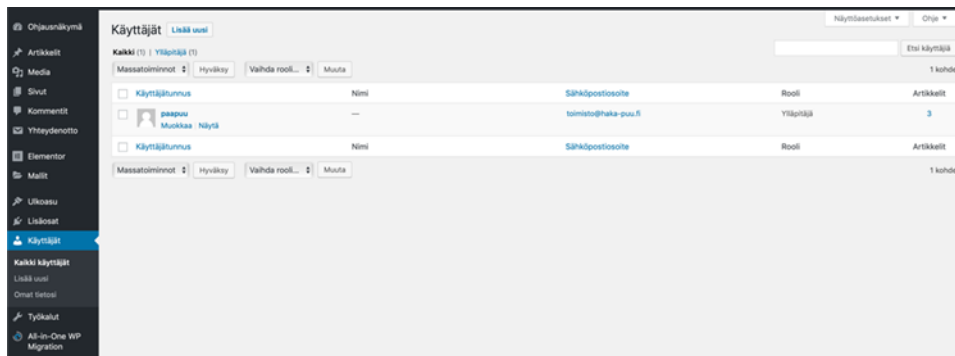 Ohjausnäkymä
Artikkelit
Media
Sivut
Kommentit
Yhteydenotto
Elementor
Mallit
Ulkoasu
Lisäosat
Käyttäjät
Kaikki käyttäjät
Lisää uusi
Omat tietosi
Työkalut
All-in-One WP
Migration
Näyttöasetukset Ohje
Käyttäjät Lisää uusi
Kaikki (1) | Ylläpitäjä (1)
Etsi käyttäjiä
Massatoiminnot Hyväksy Vaihda rooli... Muuta 1 kohde
Käyttäjätunnus Nimi Sähköpostiosoite Rooli Artikkelit
paapuu — toimisto@haka-puu.fi Ylläpitäjä 3
Muokkaa | Näytä
Käyttäjätunnus Nimi Sähköpostiosoite Rooli Artikkelit
Massatoiminnot Hyväksy Vaihda rooli... Muuta 1 kohde